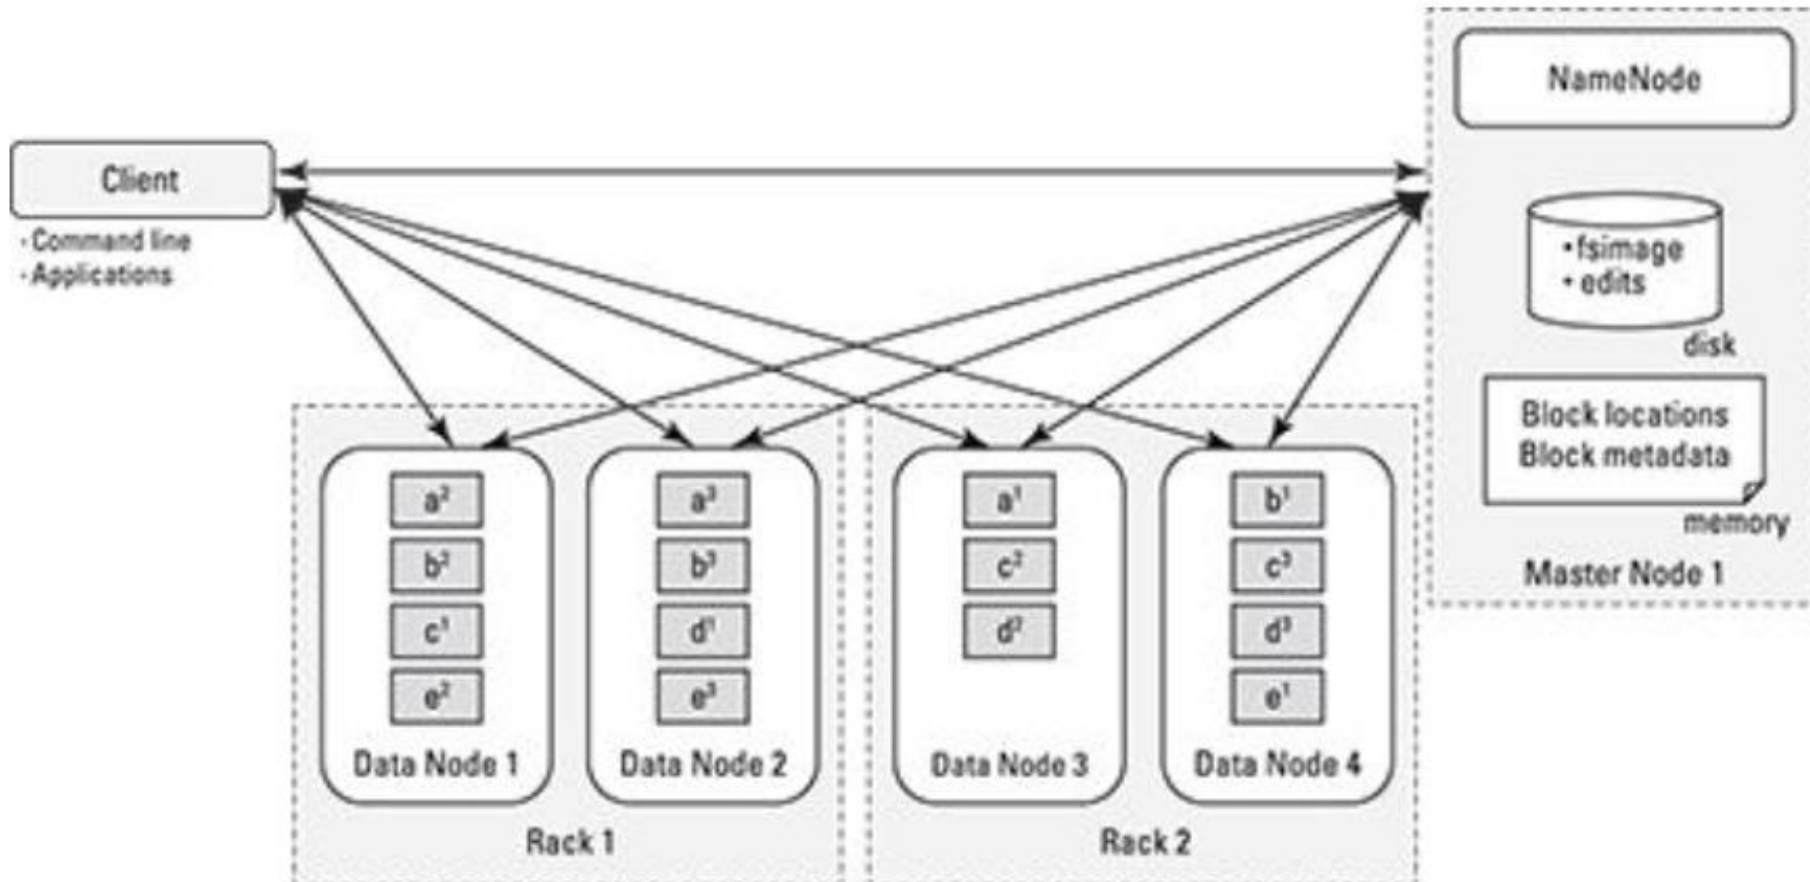 Client
· Command line
· Applications
NameNode
• fsimage
• edits
disk
Block locations
Block metadata
memory
Master Node 1
a²
b²
c¹
e²
Data Node 1
a³
b³
d¹
e³
Data Node 2
Rack 1
a¹
c²
d²
Data Node 3
b¹
c³
d³
e¹
Data Node 4
Rack 2